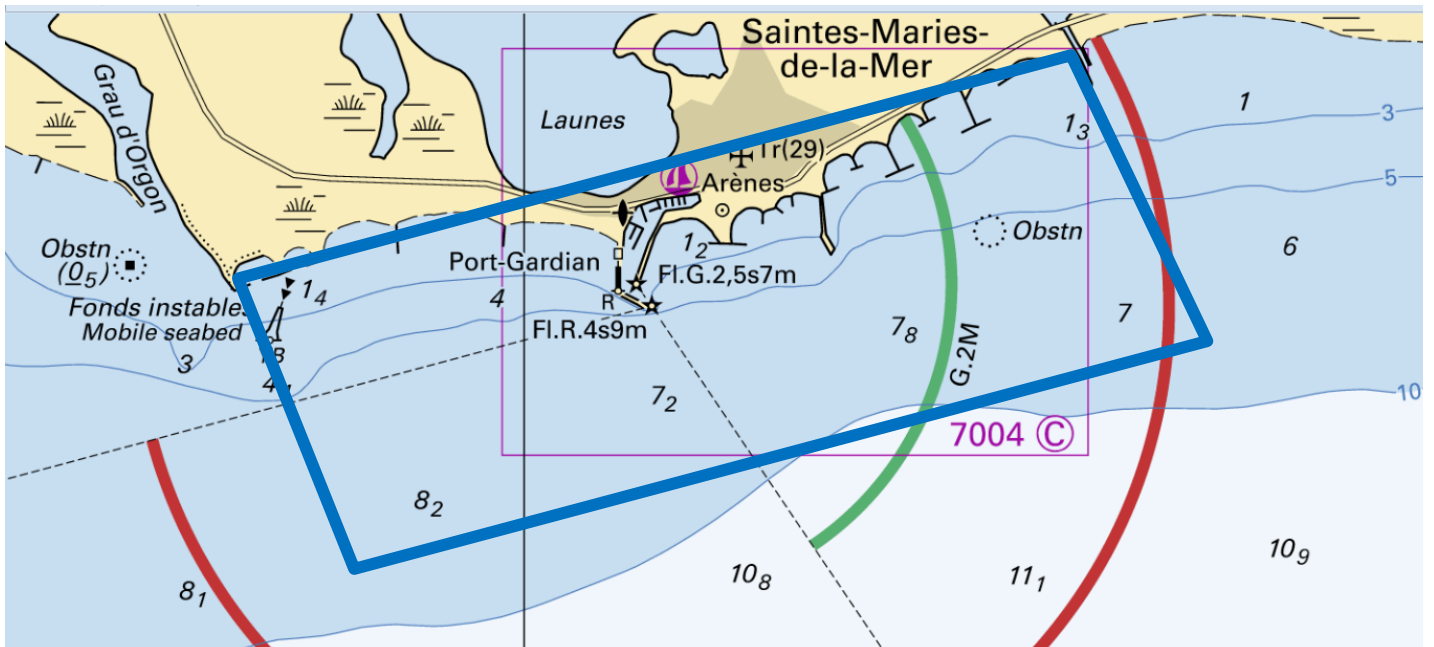 Saintes-Maries-
de-la-Mer
Grau d'Orgon
Launes
1
3
1₃
Tr(29)
5
Arènes
Obstn
(0₅)
Obstn
6
1₂
Port-Gardian
Fl.G.2,5s7m
1₄
4
R
Fonds instables
Mobile seabed
Fl.R.4s9m
7₈
G.2M
7
3
7₂
10
7004 ©
8₂
8₁
10₈
11₁
10₉